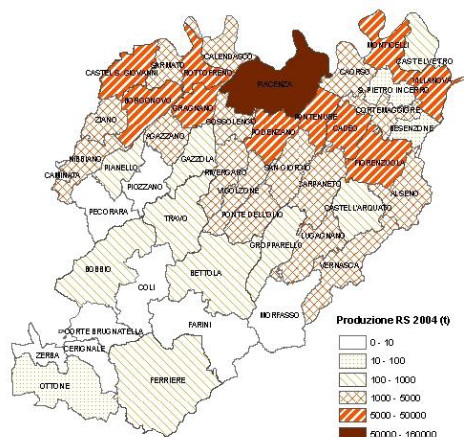 MONTICELLI
CASTELVETRO
CALENDASCO
SARMATO
ROTTOFRENO
CASTEL S. GIOVANNI
PIACENZA
CAORSO
VILLANOVA
S. PIETRO IN CERRO
CORTEMAGGIORE
BORGONOVO
GRAGNANO
PONTENURE
BESENZONE
ZIANO
GOSSOLENGO
PODENZANO
CADEO
AGAZZANO
FIORENZUOLA
NIBBIANO
GAZZOLA
RIVERGARO
SAN GIORGIO
CAMINATA
PIANELLO
VIGOLZONE
CARPANETO
ALSENO
PIOZZANO
PECORARA
TRAVO
PONTE DELL'OLIO
CASTELL'ARQUATO
GROPPARELLO
LUGAGNANO
BOBBIO
BETTOLA
VERNASCA
COLI
MORFASSO
CORTE BRUGNATELLA
FARINI
ZERBA
CERIGNALE
OTTONE
FERRIERE
Produzione RS 2004 (t)
0 - 10
10 - 100
100 - 1000
1000 - 5000
5000 - 50000
50000 - 160000